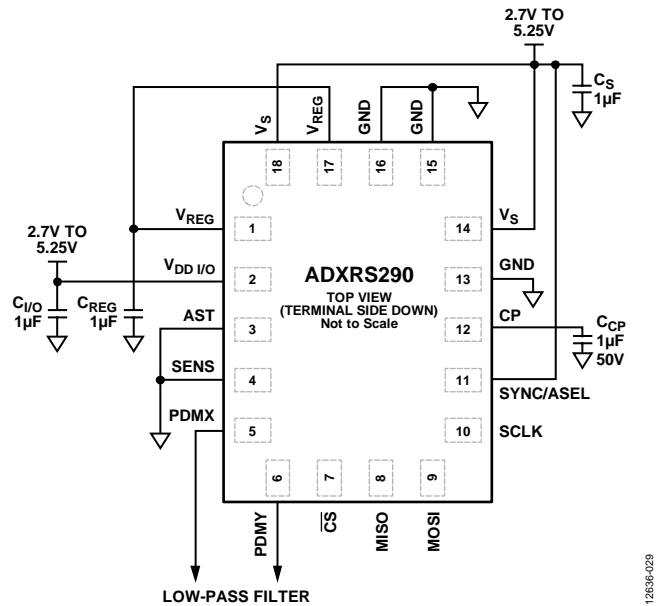 2.7V TO
5.25V
CS
1µF
VS
VREG
GND
GND
18
17
16
15
VREG
1
14
VS
2.7V TO
5.25V
VDD I/O
2
ADXRS290
TOP VIEW
(TERMINAL SIDE DOWN)
Not to Scale
13
GND
CI/O
1µF
CREG
1µF
AST
3
12
CP
CCP
1µF
50V
SENS
4
11
SYNC/ASEL
PDMX
5
10
SCLK
6
7
8
9
PDMY
CS
MISO
MOSI
LOW-PASS FILTER
12636-029